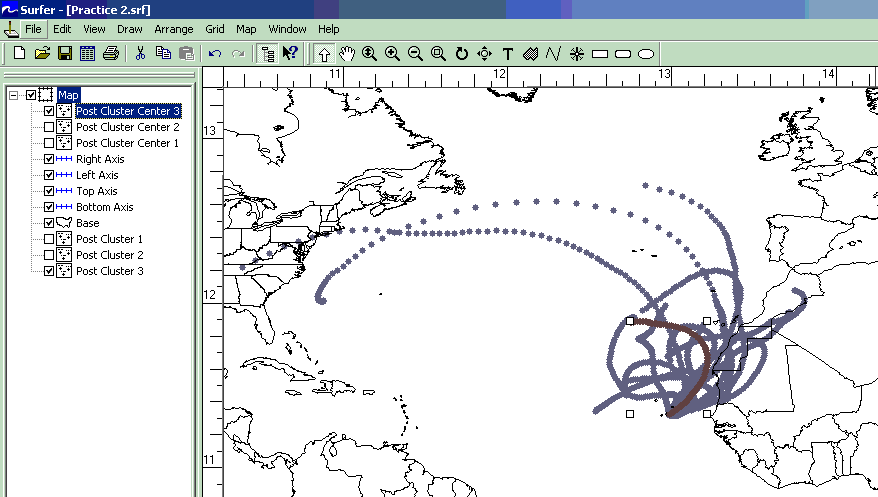 Surfer - [Practice 2.srf]
File Edit View Draw Arrange Grid Map Window Help
T
11 12 13 14
Map
Post Cluster Center 3
Post Cluster Center 2
Post Cluster Center 1
Right Axis
Left Axis
Top Axis
Bottom Axis
Base
Post Cluster 1
Post Cluster 2
Post Cluster 3
13
12
11